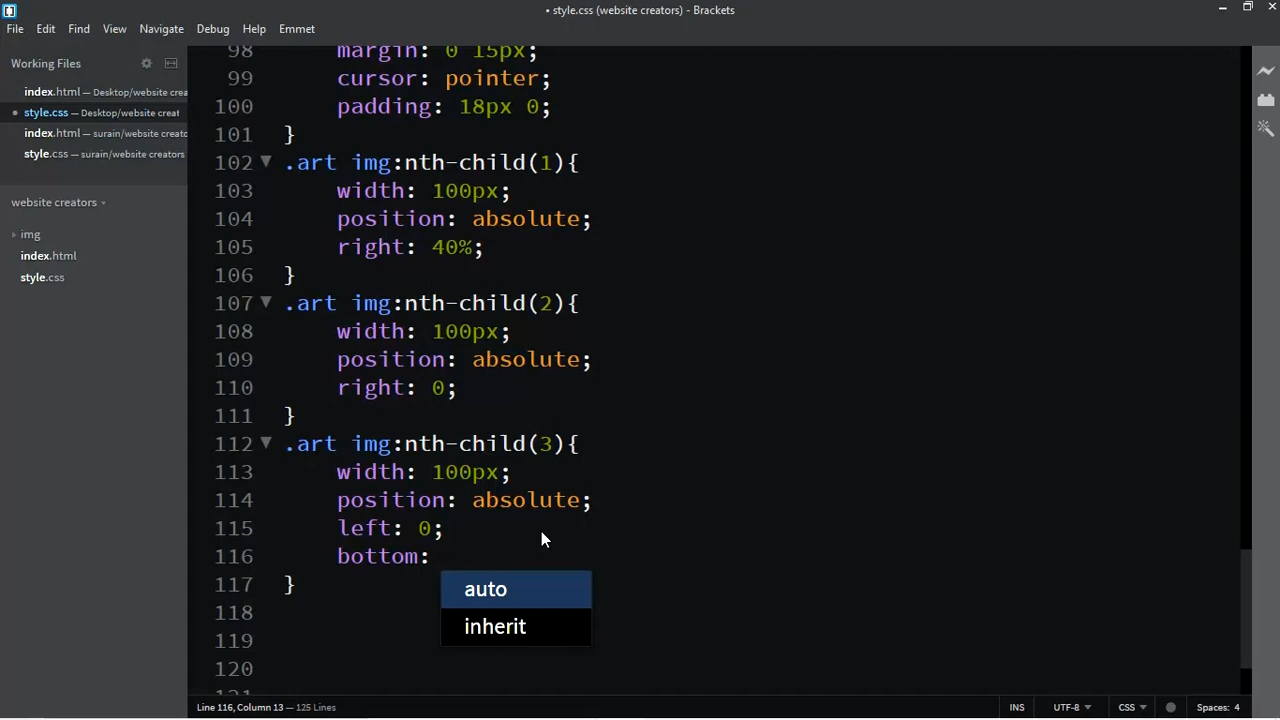 • style.css (website creators) - Brackets
File Edit Find View Navigate Debug Help Emmet
Working Files
index.html — Desktop/website crea
• style.css — Desktop/website creat
index.html — surain/website creato
style.css — surain/website creators
website creators
img
index.html
style.css
98 margin: 0 15px;
99 cursor: pointer;
100 padding: 18px 0;
101 }
102 .art img:nth-child(1){
103 width: 100px;
104 position: absolute;
105 right: 40%;
106 }
107 .art img:nth-child(2){
108 width: 100px;
109 position: absolute;
110 right: 0;
111 }
112 .art img:nth-child(3){
113 width: 100px;
114 position: absolute;
115 left: 0;
116 bottom:
117 }
auto
inherit
118
119
120
121
Line 116, Column 13 — 125 Lines
INS UTF-8 CSS Spaces: 4